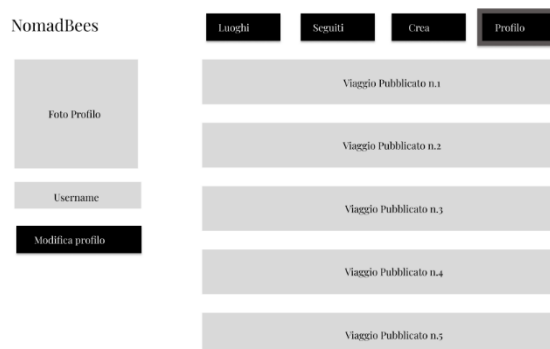 NomadBees
Luoghi
Seguiti
Crea
Profilo
Foto Profilo
Username
Modifica profilo
Viaggio Pubblicato n.1
Viaggio Pubblicato n.2
Viaggio Pubblicato n.3
Viaggio Pubblicato n.4
Viaggio Pubblicato n.5